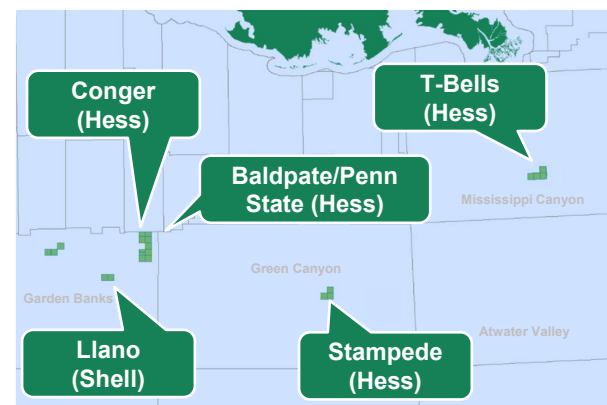 Conger
(Hess)
T-Bells
(Hess)
Baldpate/Penn
State (Hess)
Mississippi Canyon
Green Canyon
Garden Banks
Atwater Valley
Llano
(Shell)
Stampede
(Hess)